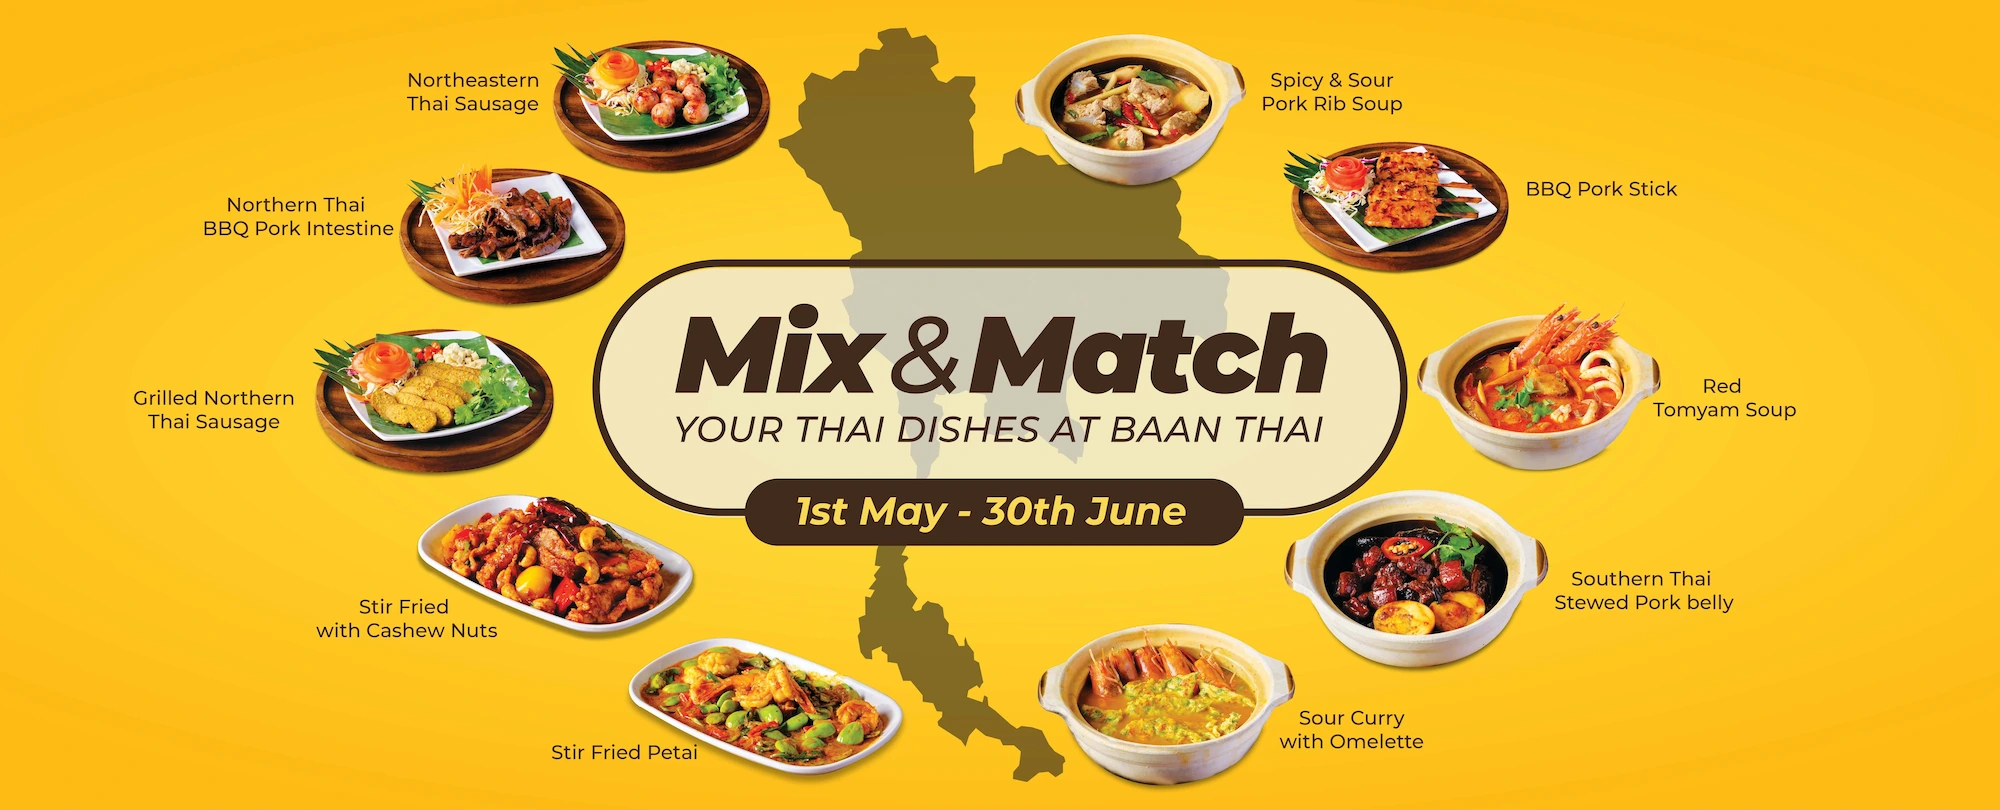 Northeastern
Thai Sausage
Spicy & Sour
Pork Rib Soup
Northern Thai
BBQ Pork Intestine
BBQ Pork Stick
Mix & Match
YOUR THAI DISHES AT BAAN THAI
1st May - 30th June
Grilled Northern
Thai Sausage
Red
Tomyam Soup
Stir Fried
with Cashew Nuts
Southern Thai
Stewed Pork belly
Stir Fried Petai
Sour Curry
with Omelette